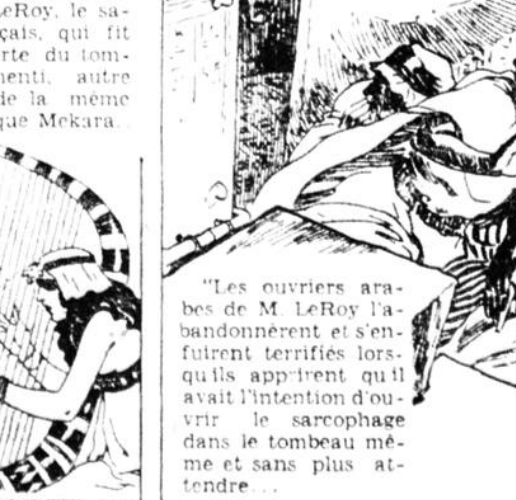 LeRoy, le sa-
çais, qui fit
rte du tom-
menti, autre
de la même
que Mekara..
"Les ouvriers ara-
bes de M. LeRoy l'a-
bandonnèrent et s'en-
fuirent terrifiés lors-
qu'ils apprirent qu'il
avait l'intention d'ou-
vrir le sarcophage
dans le tombeau mê-
me et sans plus at-
tendre...